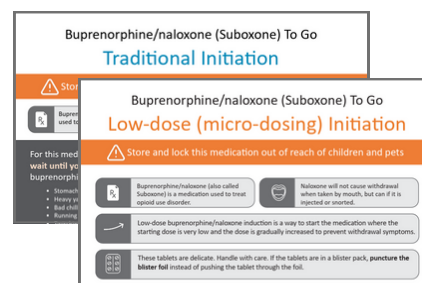 Buprenorphine/naloxone (Suboxone) To Go
Traditional Initiation
Stor
Bupren
used to
For this med
wait until yo
buprenorphi
• Stomach
• Heavy yo
• Bad chill
• Running
Buprenorphine/naloxone (Suboxone) To Go
Low-dose (micro-dosing) Initiation
Store and lock this medication out of reach of children and pets
Buprenorphine/naloxone (also called
Suboxone) is a medication used to treat
opioid use disorder.
Naloxone will not cause withdrawal
when taken by mouth, but can if it is
injected or snorted.
Low-dose buprenorphine/naloxone induction is a way to start the medication where the
starting dose is very low and the dose is gradually increased to prevent withdrawal symptoms.
These tablets are delicate. Handle with care. If the tablets are in a blister pack, puncture the
blister foil instead of pushing the tablet through the foil.